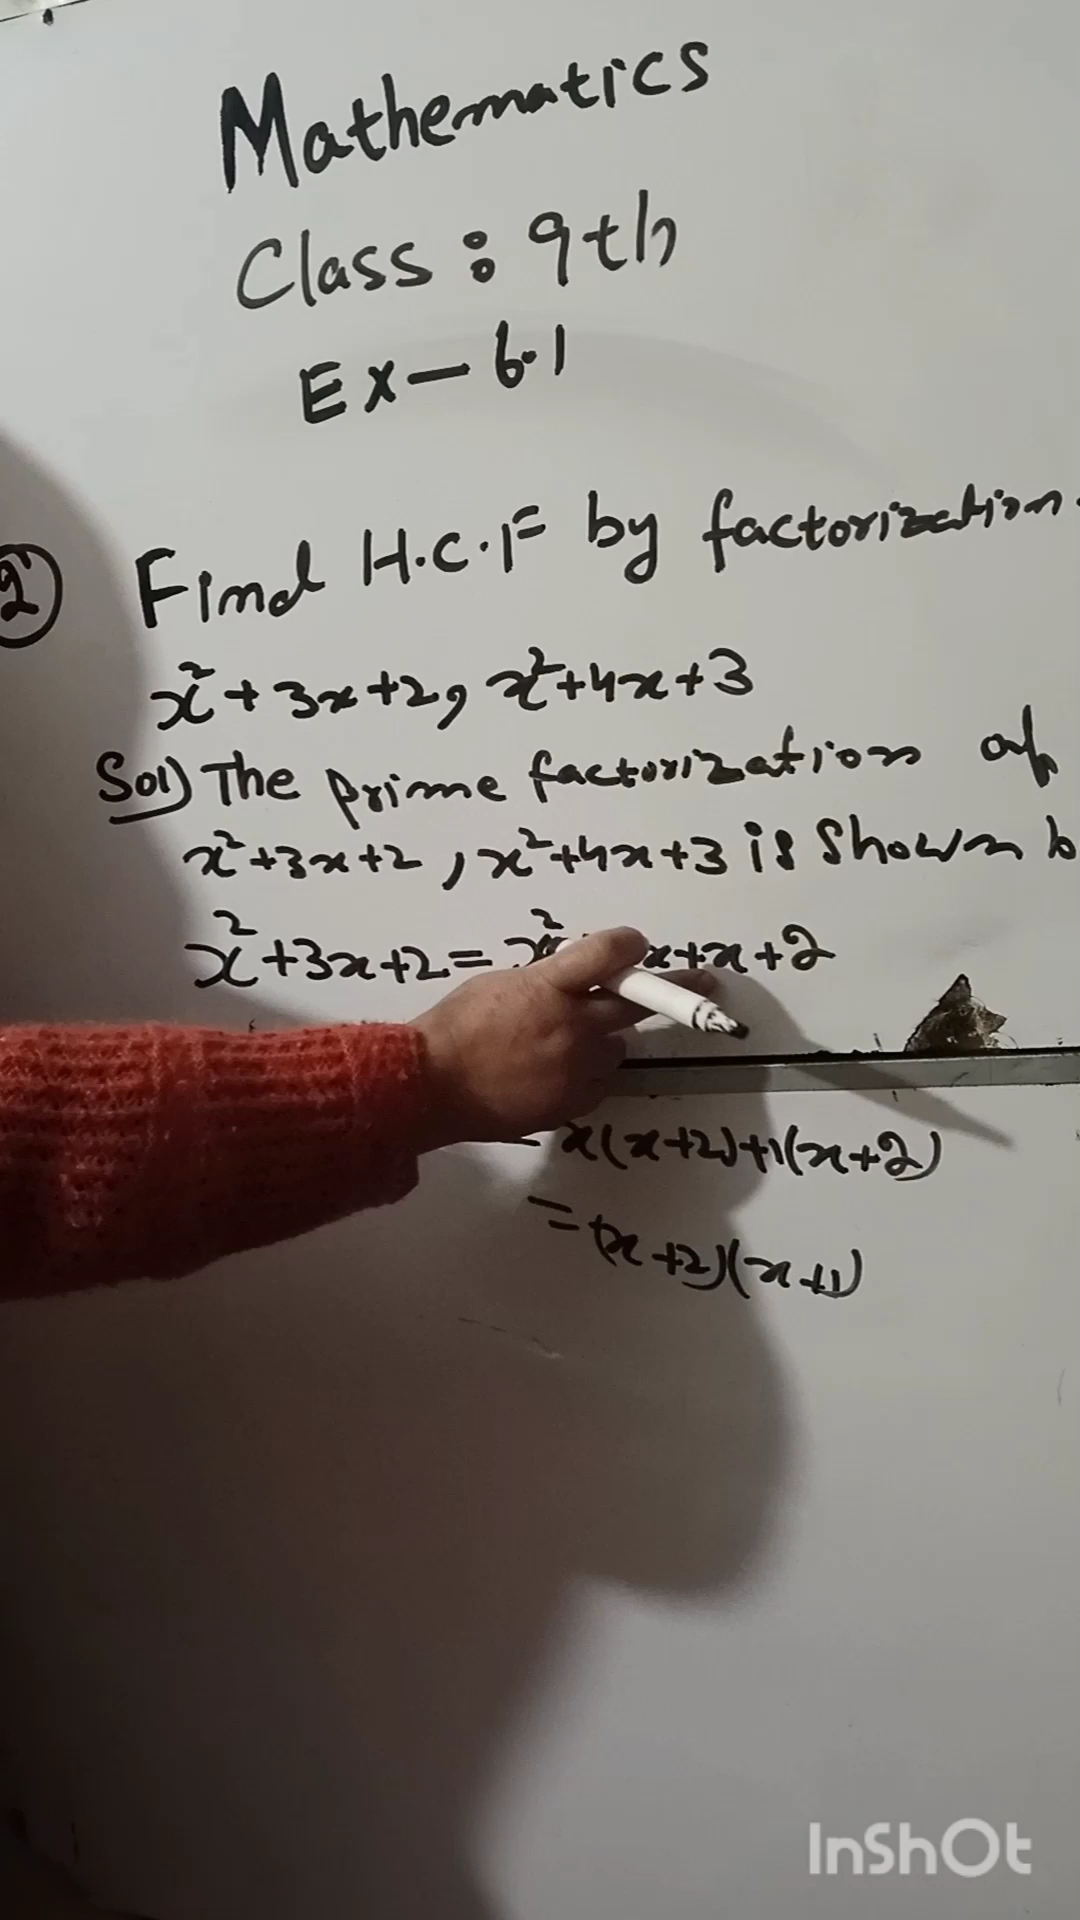 Mathematics
Class : 9th
Ex - 6.1
2 Find H.C.F by factorization.
x²+3x+2, x²+4x+3
Sol) The prime factorization of
x²+3x+2, x²+4x+3 is shown b
x²+3x+2 = x² x+x+2
= x(x+2)+1(x+2)
= (x+2)(x+1)
InShOt